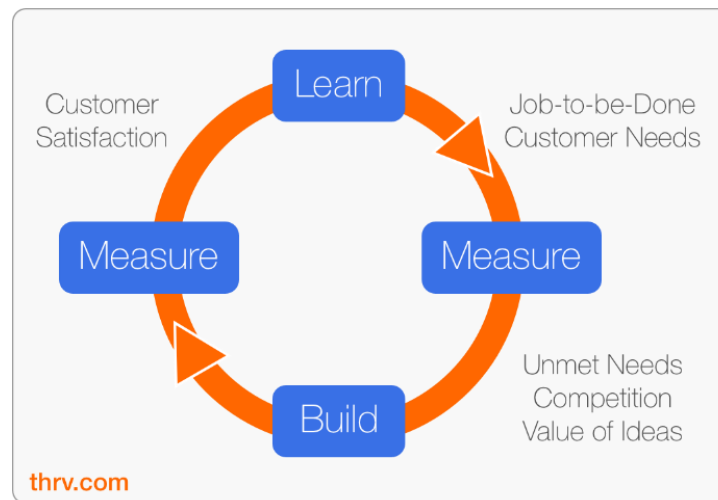 Learn
Customer
Satisfaction
Job-to-be-Done
Customer Needs
Measure
Measure
Unmet Needs
Competition
Value of Ideas
Build
thrv.com